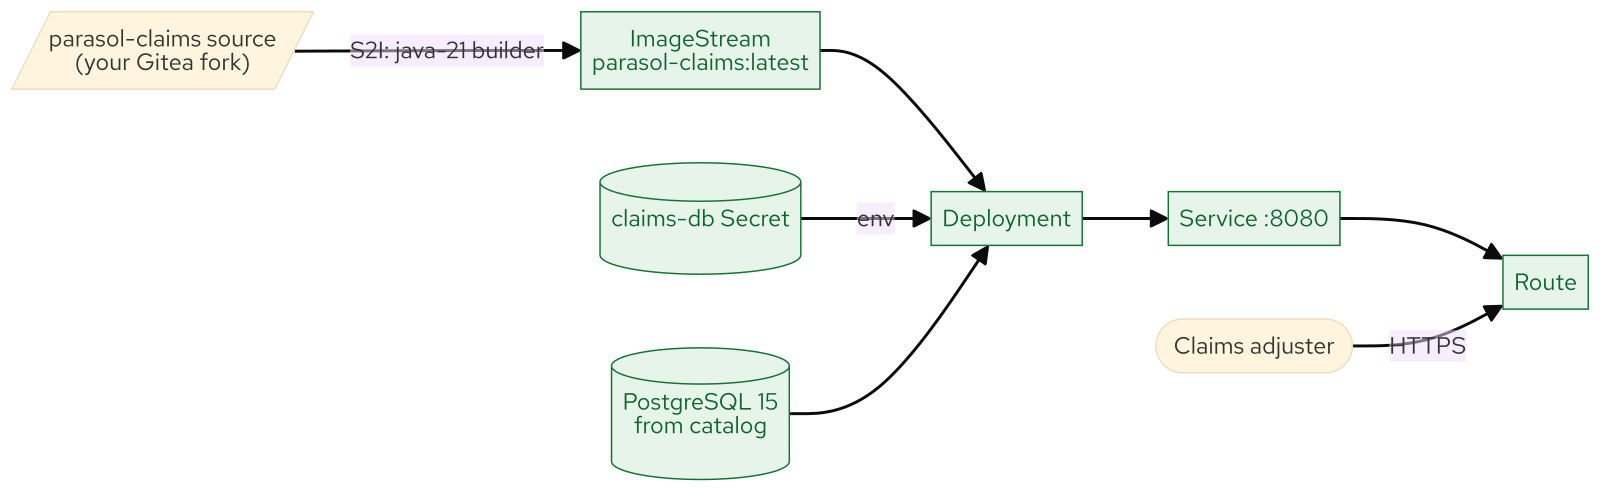 parasol-claims source
(your Gitea fork)
S2I: java-21 builder
ImageStream
parasol-claims:latest
claims-db Secret
env
Deployment
Service :8080
Route
Claims adjuster
HTTPS
PostgreSQL 15
from catalog